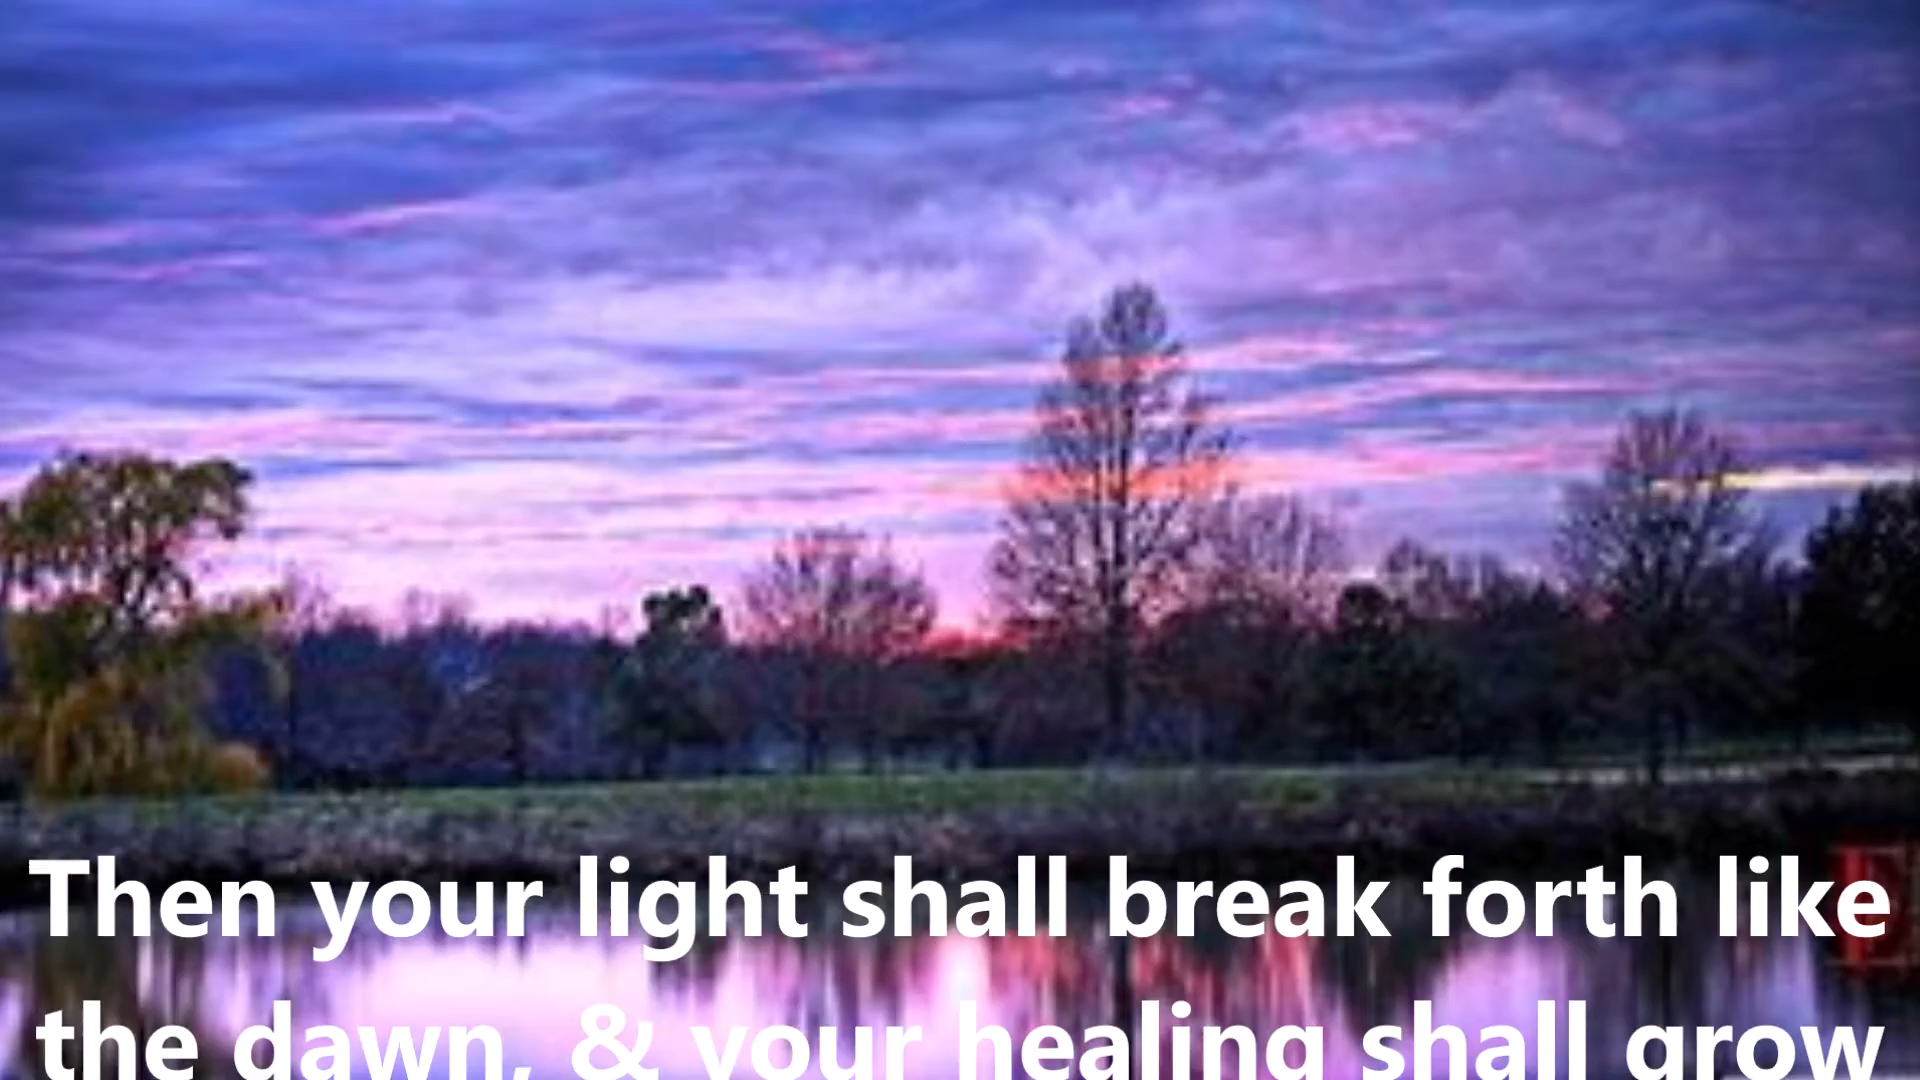 Then your light shall break forth like
the dawn, & your healing shall grow